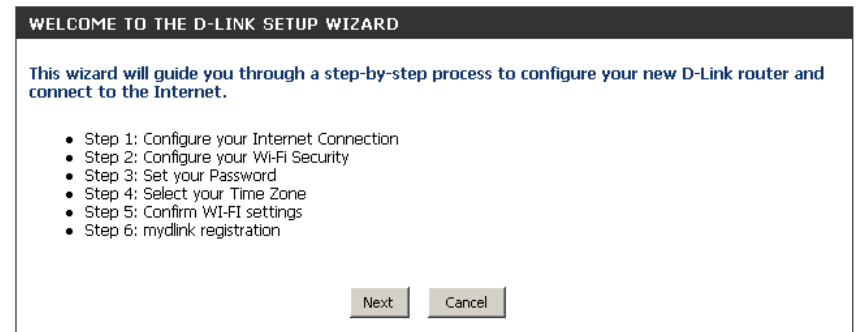 WELCOME TO THE D-LINK SETUP WIZARD
This wizard will guide you through a step-by-step process to configure your new D-Link router and
connect to the Internet.
• Step 1: Configure your Internet Connection
• Step 2: Configure your Wi-Fi Security
• Step 3: Set your Password
• Step 4: Select your Time Zone
• Step 5: Confirm WI-FI settings
• Step 6: mydlink registration
Next Cancel